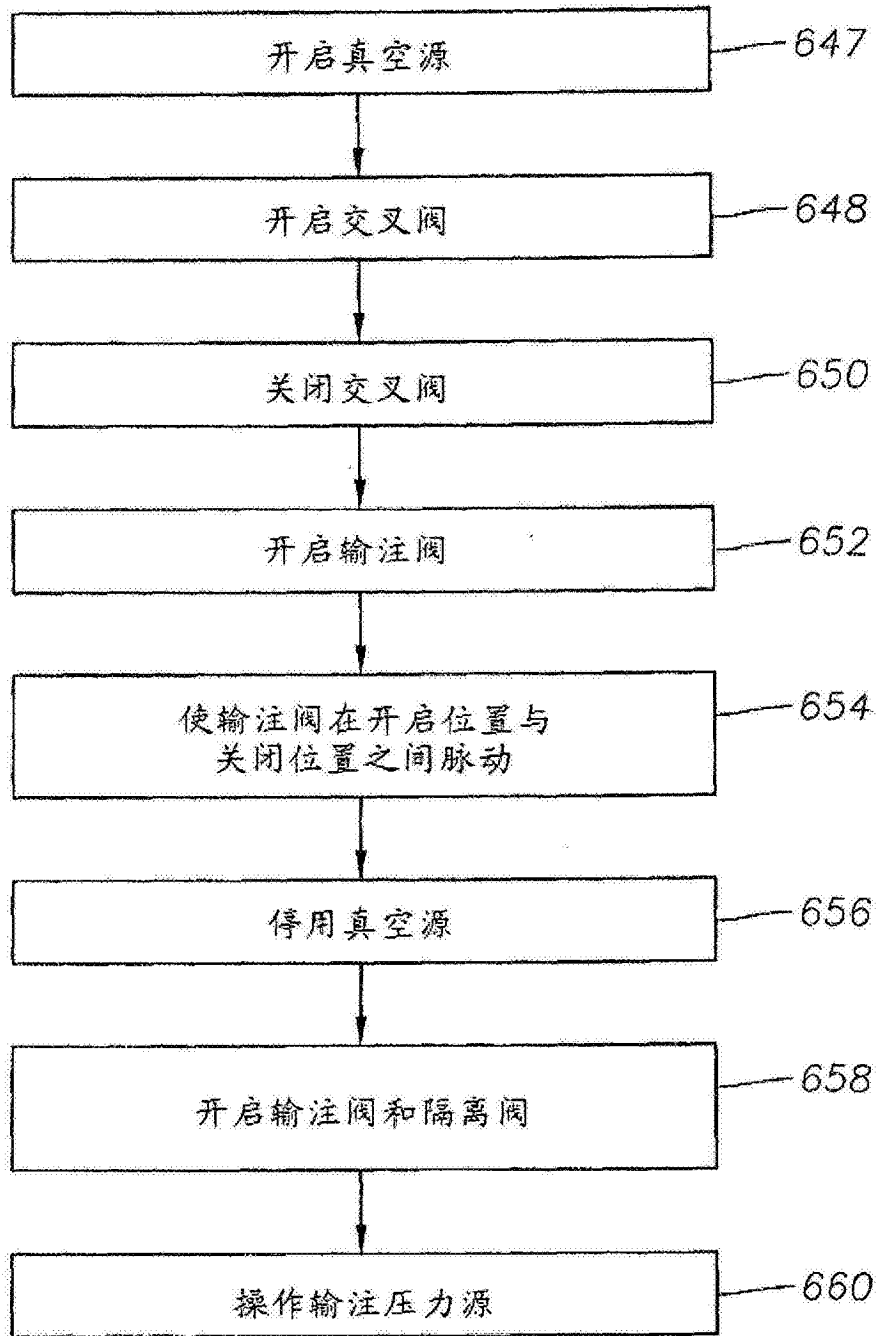 开启真空源
647
开启交叉阀
648
关闭交叉阀
650
开启输注阀
652
使输注阀在开启位置与
关闭位置之间脉动
654
停用真空源
656
开启输注阀和隔离阀
658
操作输注压力源
660